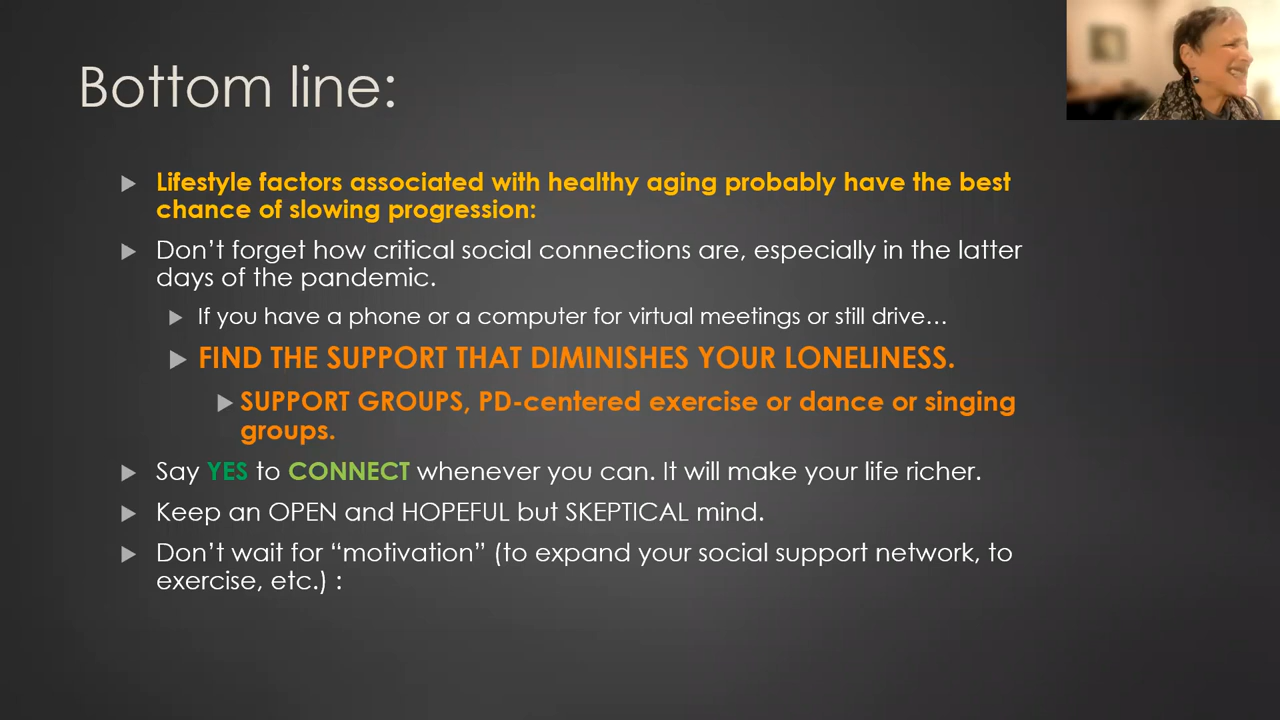 Bottom line:
Lifestyle factors associated with healthy aging probably have the best
chance of slowing progression:
Don’t forget how critical social connections are, especially in the latter
days of the pandemic.
If you have a phone or a computer for virtual meetings or still drive…
FIND THE SUPPORT THAT DIMINISHES YOUR LONELINESS.
SUPPORT GROUPS, PD-centered exercise or dance or singing
groups.
Say YES to CONNECT whenever you can. It will make your life richer.
Keep an OPEN and HOPEFUL but SKEPTICAL mind.
Don’t wait for “motivation” (to expand your social support network, to
exercise, etc.) :